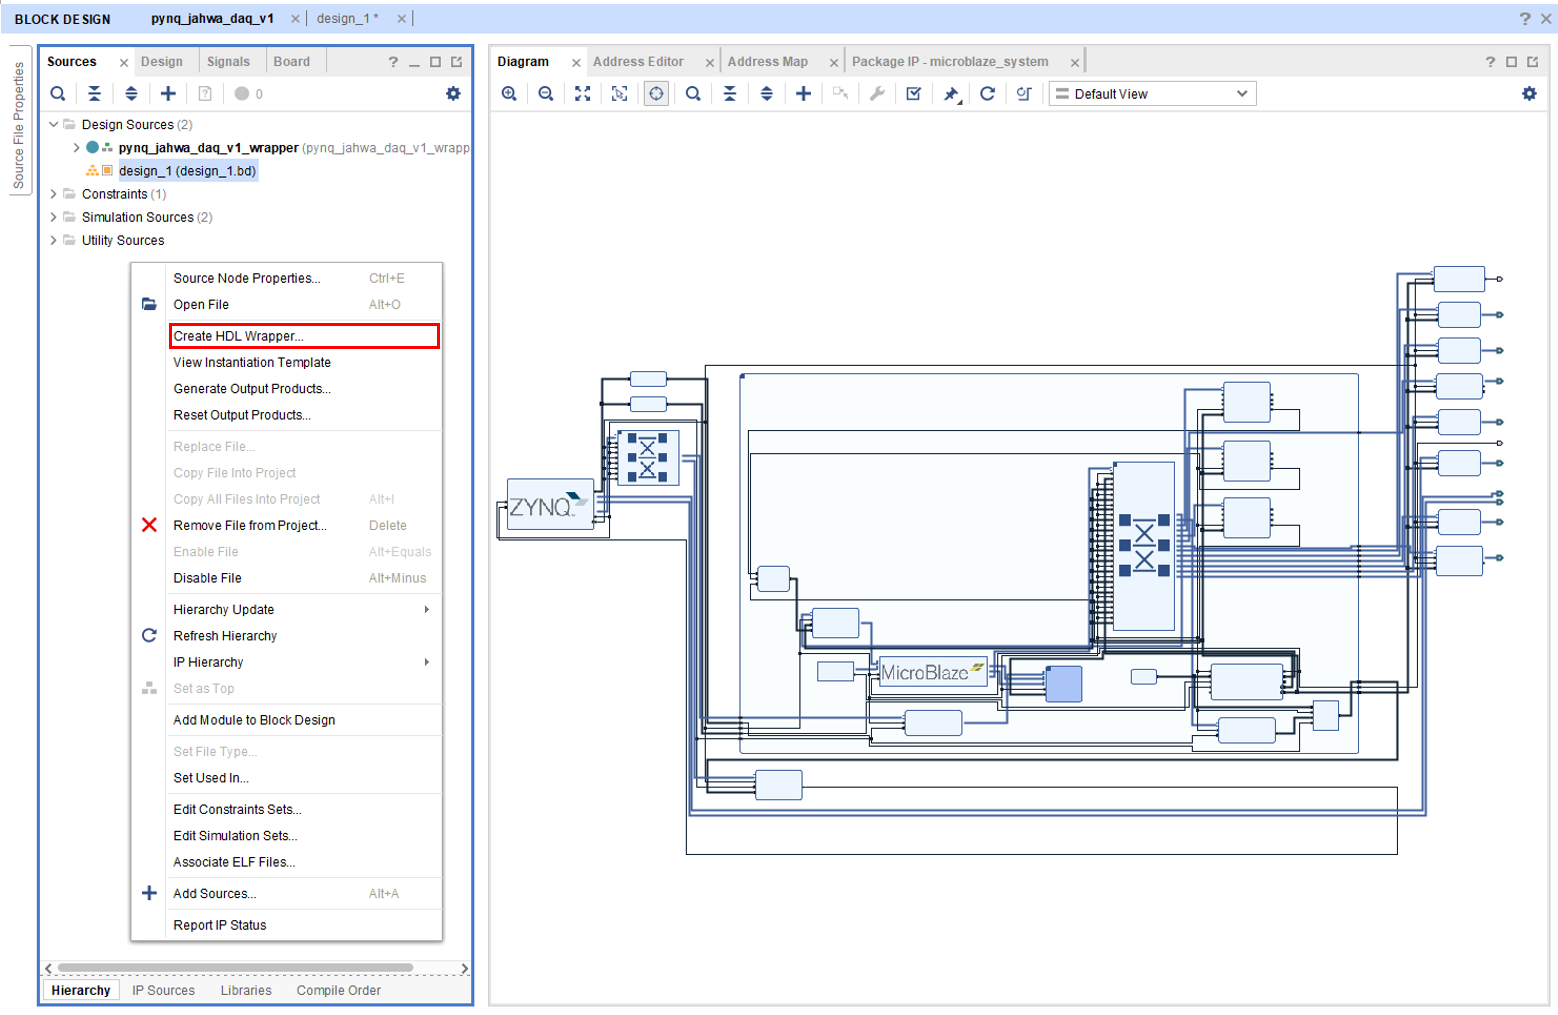 BLOCK DESIGN pynq_jahwa_daq_v1 × design_1 * × ? ×
Source File Properties
Sources × Design Signals Board ?
0
Design Sources (2)
pynq_jahwa_daq_v1_wrapper (pynq_jahwa_daq_v1_wrapp
design_1 (design_1.bd)
Constraints (1)
Simulation Sources (2)
Utility Sources
Source Node Properties... Ctrl+E
Open File Alt+O
Create HDL Wrapper...
View Instantiation Template
Generate Output Products...
Reset Output Products...
Replace File...
Copy File Into Project
Copy All Files Into Project Alt+I
Remove File from Project... Delete
Enable File Alt+Equals
Disable File Alt+Minus
Hierarchy Update
Refresh Hierarchy
IP Hierarchy
Set as Top
Add Module to Block Design
Set File Type...
Set Used In...
Edit Constraints Sets...
Edit Simulation Sets...
Associate ELF Files...
Add Sources... Alt+A
Report IP Status
Hierarchy IP Sources Libraries Compile Order
Diagram × Address Editor × Address Map × Package IP - microblaze_system × ?
Default View
ZYNQ
MicroBlaze